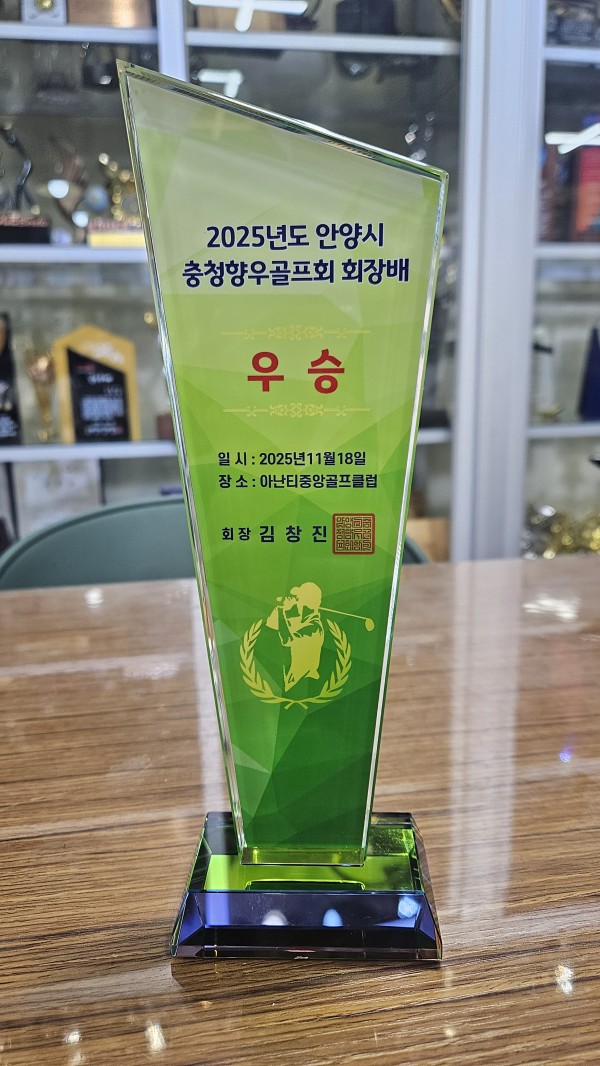 2025년도 안양시
충청향우골프회 회장배
우 승
일 시 : 2025년11월18일
장 소 : 아난티중앙골프클럽
회장 김 창 진